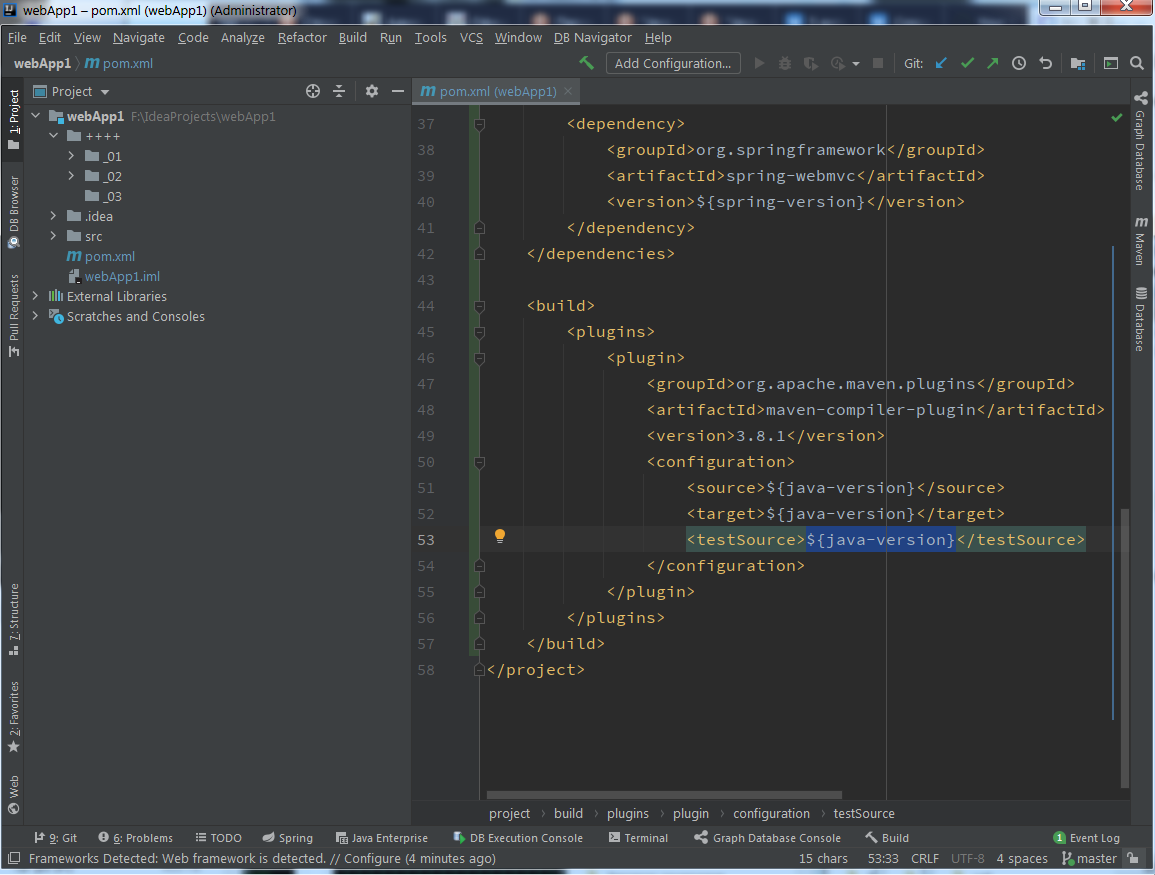 webApp1 – pom.xml (webApp1) (Administrator)
File Edit View Navigate Code Analyze Refactor Build Run Tools VCS Window DB Navigator Help
webApp1 pom.xml Add Configuration... Git:
1: Project
DB Browser
Pull Requests
7: Structure
2: Favorites
Web
Project
webApp1 F:\IdeaProjects\webApp1
++++
_01
_02
_03
.idea
src
pom.xml
webApp1.iml
External Libraries
Scratches and Consoles
pom.xml (webApp1)
37 <dependency>
38 <groupId>org.springframework</groupId>
39 <artifactId>spring-webmvc</artifactId>
40 <version>${spring-version}</version>
41 </dependency>
42 </dependencies>
43
44 <build>
45 <plugins>
46 <plugin>
47 <groupId>org.apache.maven.plugins</groupId>
48 <artifactId>maven-compiler-plugin</artifactId>
49 <version>3.8.1</version>
50 <configuration>
51 <source>${java-version}</source>
52 <target>${java-version}</target>
53 <testSource>${java-version}</testSource>
54 </configuration>
55 </plugin>
56 </plugins>
57 </build>
58 </project>
project › build › plugins › plugin › configuration › testSource
Graph Database
Maven
Database
9: Git 6: Problems TODO Spring Java Enterprise DB Execution Console Terminal Graph Database Console Build 1 Event Log
Frameworks Detected: Web framework is detected. // Configure (4 minutes ago) 15 chars 53:33 CRLF UTF-8 4 spaces master